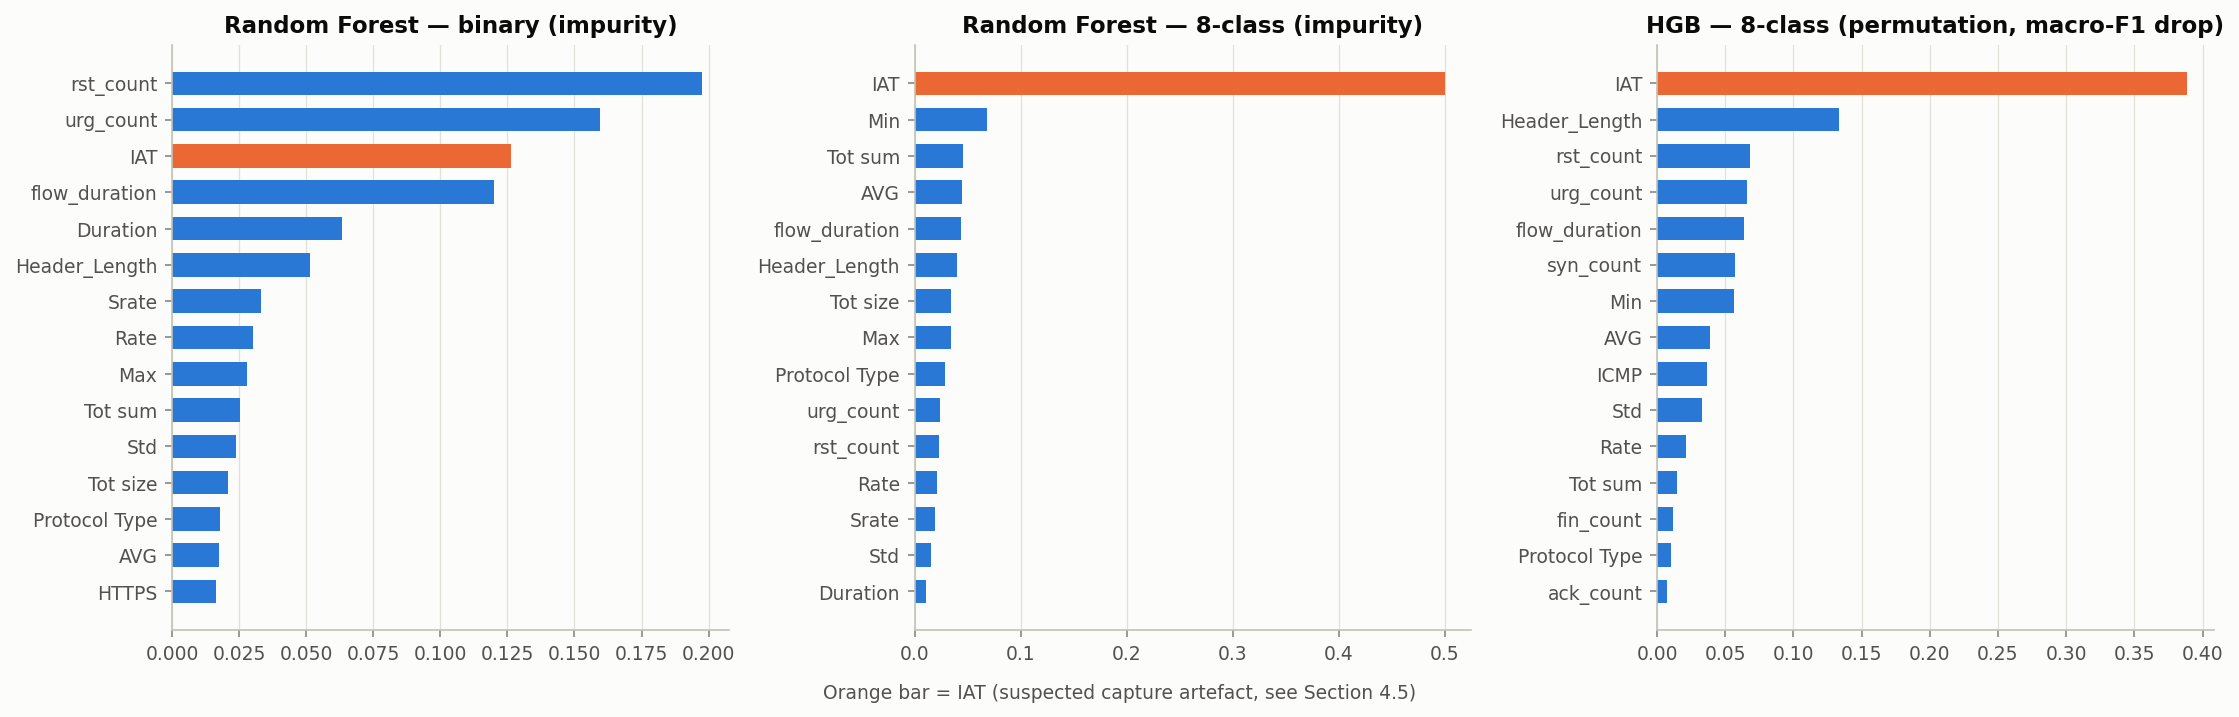 Random Forest — binary (impurity)
rst_count
urg_count
IAT
flow_duration
Duration
Header_Length
Srate
Rate
Max
Tot sum
Std
Tot size
Protocol Type
AVG
HTTPS
0.000 0.025 0.050 0.075 0.100 0.125 0.150 0.175 0.200
Random Forest — 8-class (impurity)
IAT
Min
Tot sum
AVG
flow_duration
Header_Length
Tot size
Max
Protocol Type
urg_count
rst_count
Rate
Srate
Std
Duration
0.0 0.1 0.2 0.3 0.4 0.5
HGB — 8-class (permutation, macro-F1 drop)
IAT
Header_Length
rst_count
urg_count
flow_duration
syn_count
Min
AVG
ICMP
Std
Rate
Tot sum
fin_count
Protocol Type
ack_count
0.00 0.05 0.10 0.15 0.20 0.25 0.30 0.35 0.40
Orange bar = IAT (suspected capture artefact, see Section 4.5)